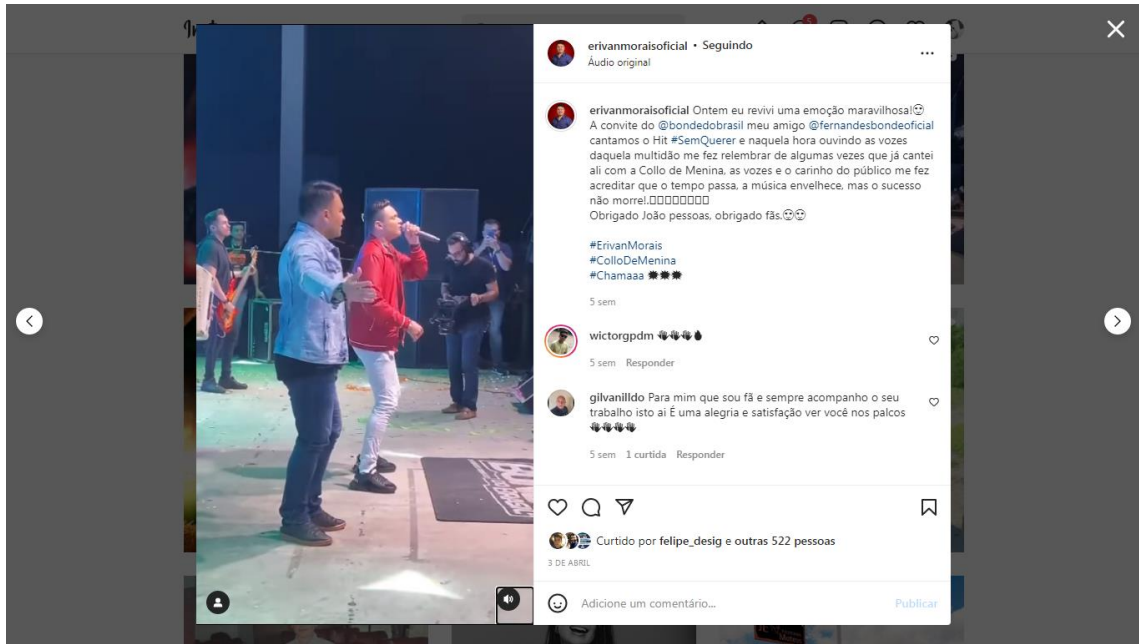 erivanmoraisoficial • Seguindo
Áudio original
erivanmoraisoficial Ontem eu revivi uma emoção maravilhosa!
A convite do @bondedobrasil meu amigo @fernandesbondeoficial
cantamos o Hit #SemQuerer e naquela hora ouvindo as vozes
daquela multidão me fez relembrar de algumas vezes que já cantei
ali com a Collo de Menina, as vozes e o carinho do público me fez
acreditar que o tempo passa, a música envelhece, mas o sucesso
não morre!.
Obrigado João pessoas, obrigado fãs.
#ErivanMorais
#ColloDeMenina
#Chamaaa
5 sem
wictorgpdm
5 sem Responder
gilvanilldo Para mim que sou fã e sempre acompanho o seu
trabalho isto ai É uma alegria e satisfação ver você nos palcos
5 sem 1 curtida Responder
Curtido por felipe_desig e outras 522 pessoas
3 DE ABRIL
Adicione um comentário...
Publicar